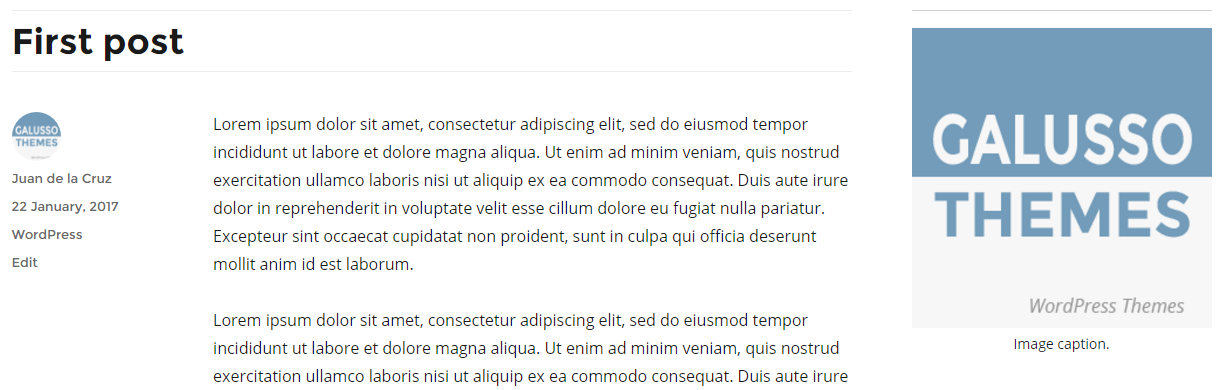 First post
GALUSSO
THEMES
Juan de la Cruz
22 January, 2017
WordPress
Edit
Lorem ipsum dolor sit amet, consectetur adipiscing elit, sed do eiusmod tempor
incididunt ut labore et dolore magna aliqua. Ut enim ad minim veniam, quis nostrud
exercitation ullamco laboris nisi ut aliquip ex ea commodo consequat. Duis aute irure
dolor in reprehenderit in voluptate velit esse cillum dolore eu fugiat nulla pariatur.
Excepteur sint occaecat cupidatat non proident, sunt in culpa qui officia deserunt
mollit anim id est laborum.
Lorem ipsum dolor sit amet, consectetur adipiscing elit, sed do eiusmod tempor
incididunt ut labore et dolore magna aliqua. Ut enim ad minim veniam, quis nostrud
exercitation ullamco laboris nisi ut aliquip ex ea commodo consequat. Duis aute irure
GALUSSO
THEMES
WordPress Themes
Image caption.